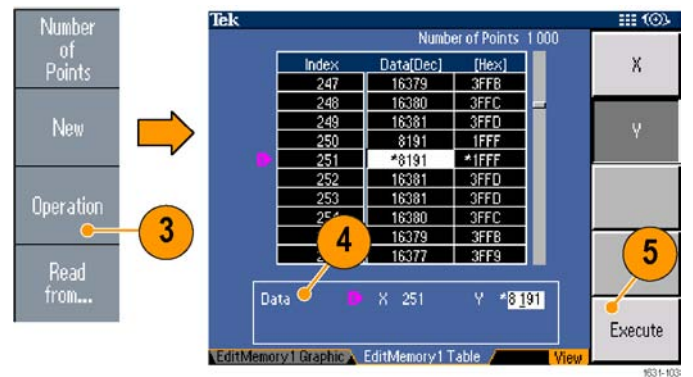 Number
of
Points
New
Operation
3
Read
from...
Tek
Number of Points 1 000
Index Data[Dec] [Hex]
247 16379 3FFB
248 16380 3FFC
249 16381 3FFD
250 8191 1FFF
251 *8191 *1FFF
252 16381 3FFD
253 16381 3FFD
254 16380 3FFC
16379 3FFB
16377 3FF9
4
Data X 251 Y *8 191
EditMemory1 Graphic EditMemory1 Table View
X
Y
5
Execute
1631-103